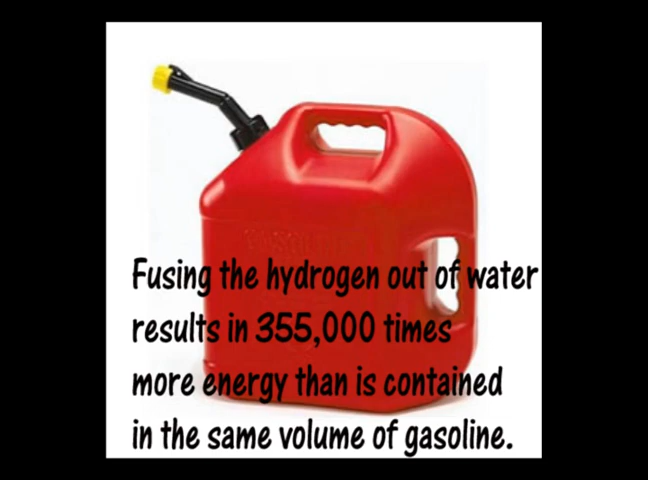 Fusing the hydrogen out of water
results in 355,000 times
more energy than is contained
in the same volume of gasoline.